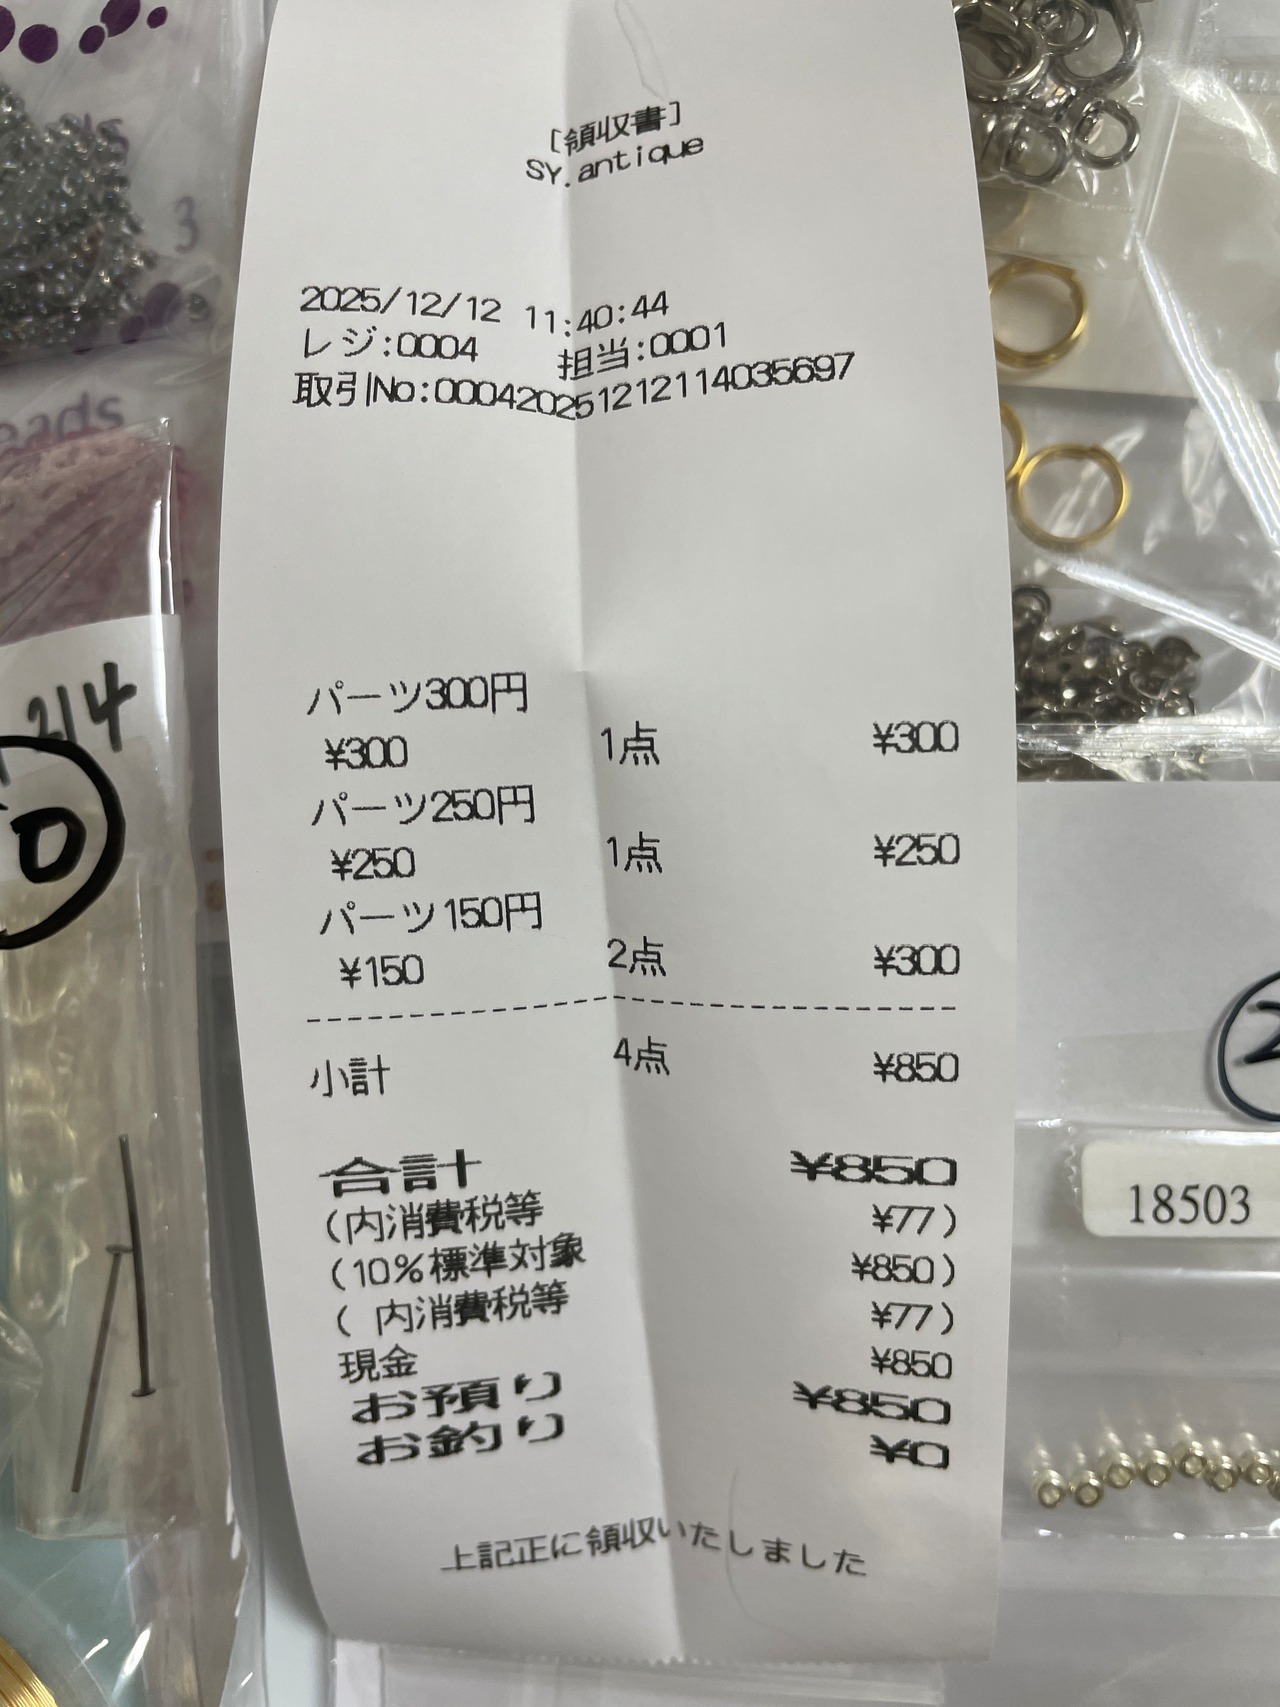 [領収書]
SY.antique
2025/12/12 11:40:44
レジ:0004 担当:0001
取引No:00042025121211403569​7
パーツ300円
¥300 1点 ¥300
パーツ250円
¥250 1点 ¥250
パーツ150円
¥150 2点 ¥300
小計 4点 ¥850
合計 ¥850
(内消費税等 ¥77)
(10%標準対象 ¥850)
( 内消費税等 ¥77)
現金 ¥850
お預り ¥850
お釣り ¥0
上記正に領収いたしました
3
eads
214
18503